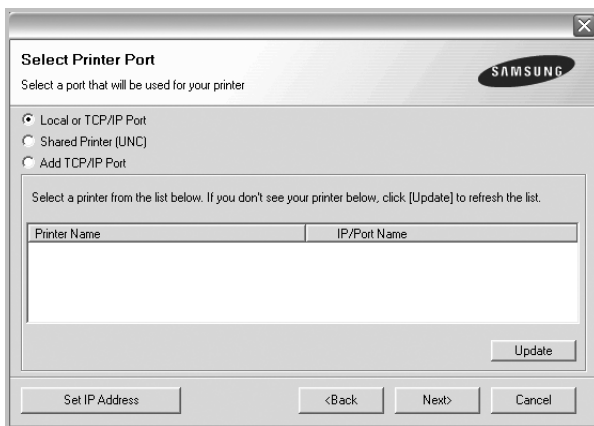 Select Printer Port
Select a port that will be used for your printer
SAMSUNG
Local or TCP/IP Port
Shared Printer (UNC)
Add TCP/IP Port
Select a printer from the list below. If you don't see your printer below, click [Update] to refresh the list.
Printer Name IP/Port Name
Update
Set IP Address <Back Next> Cancel